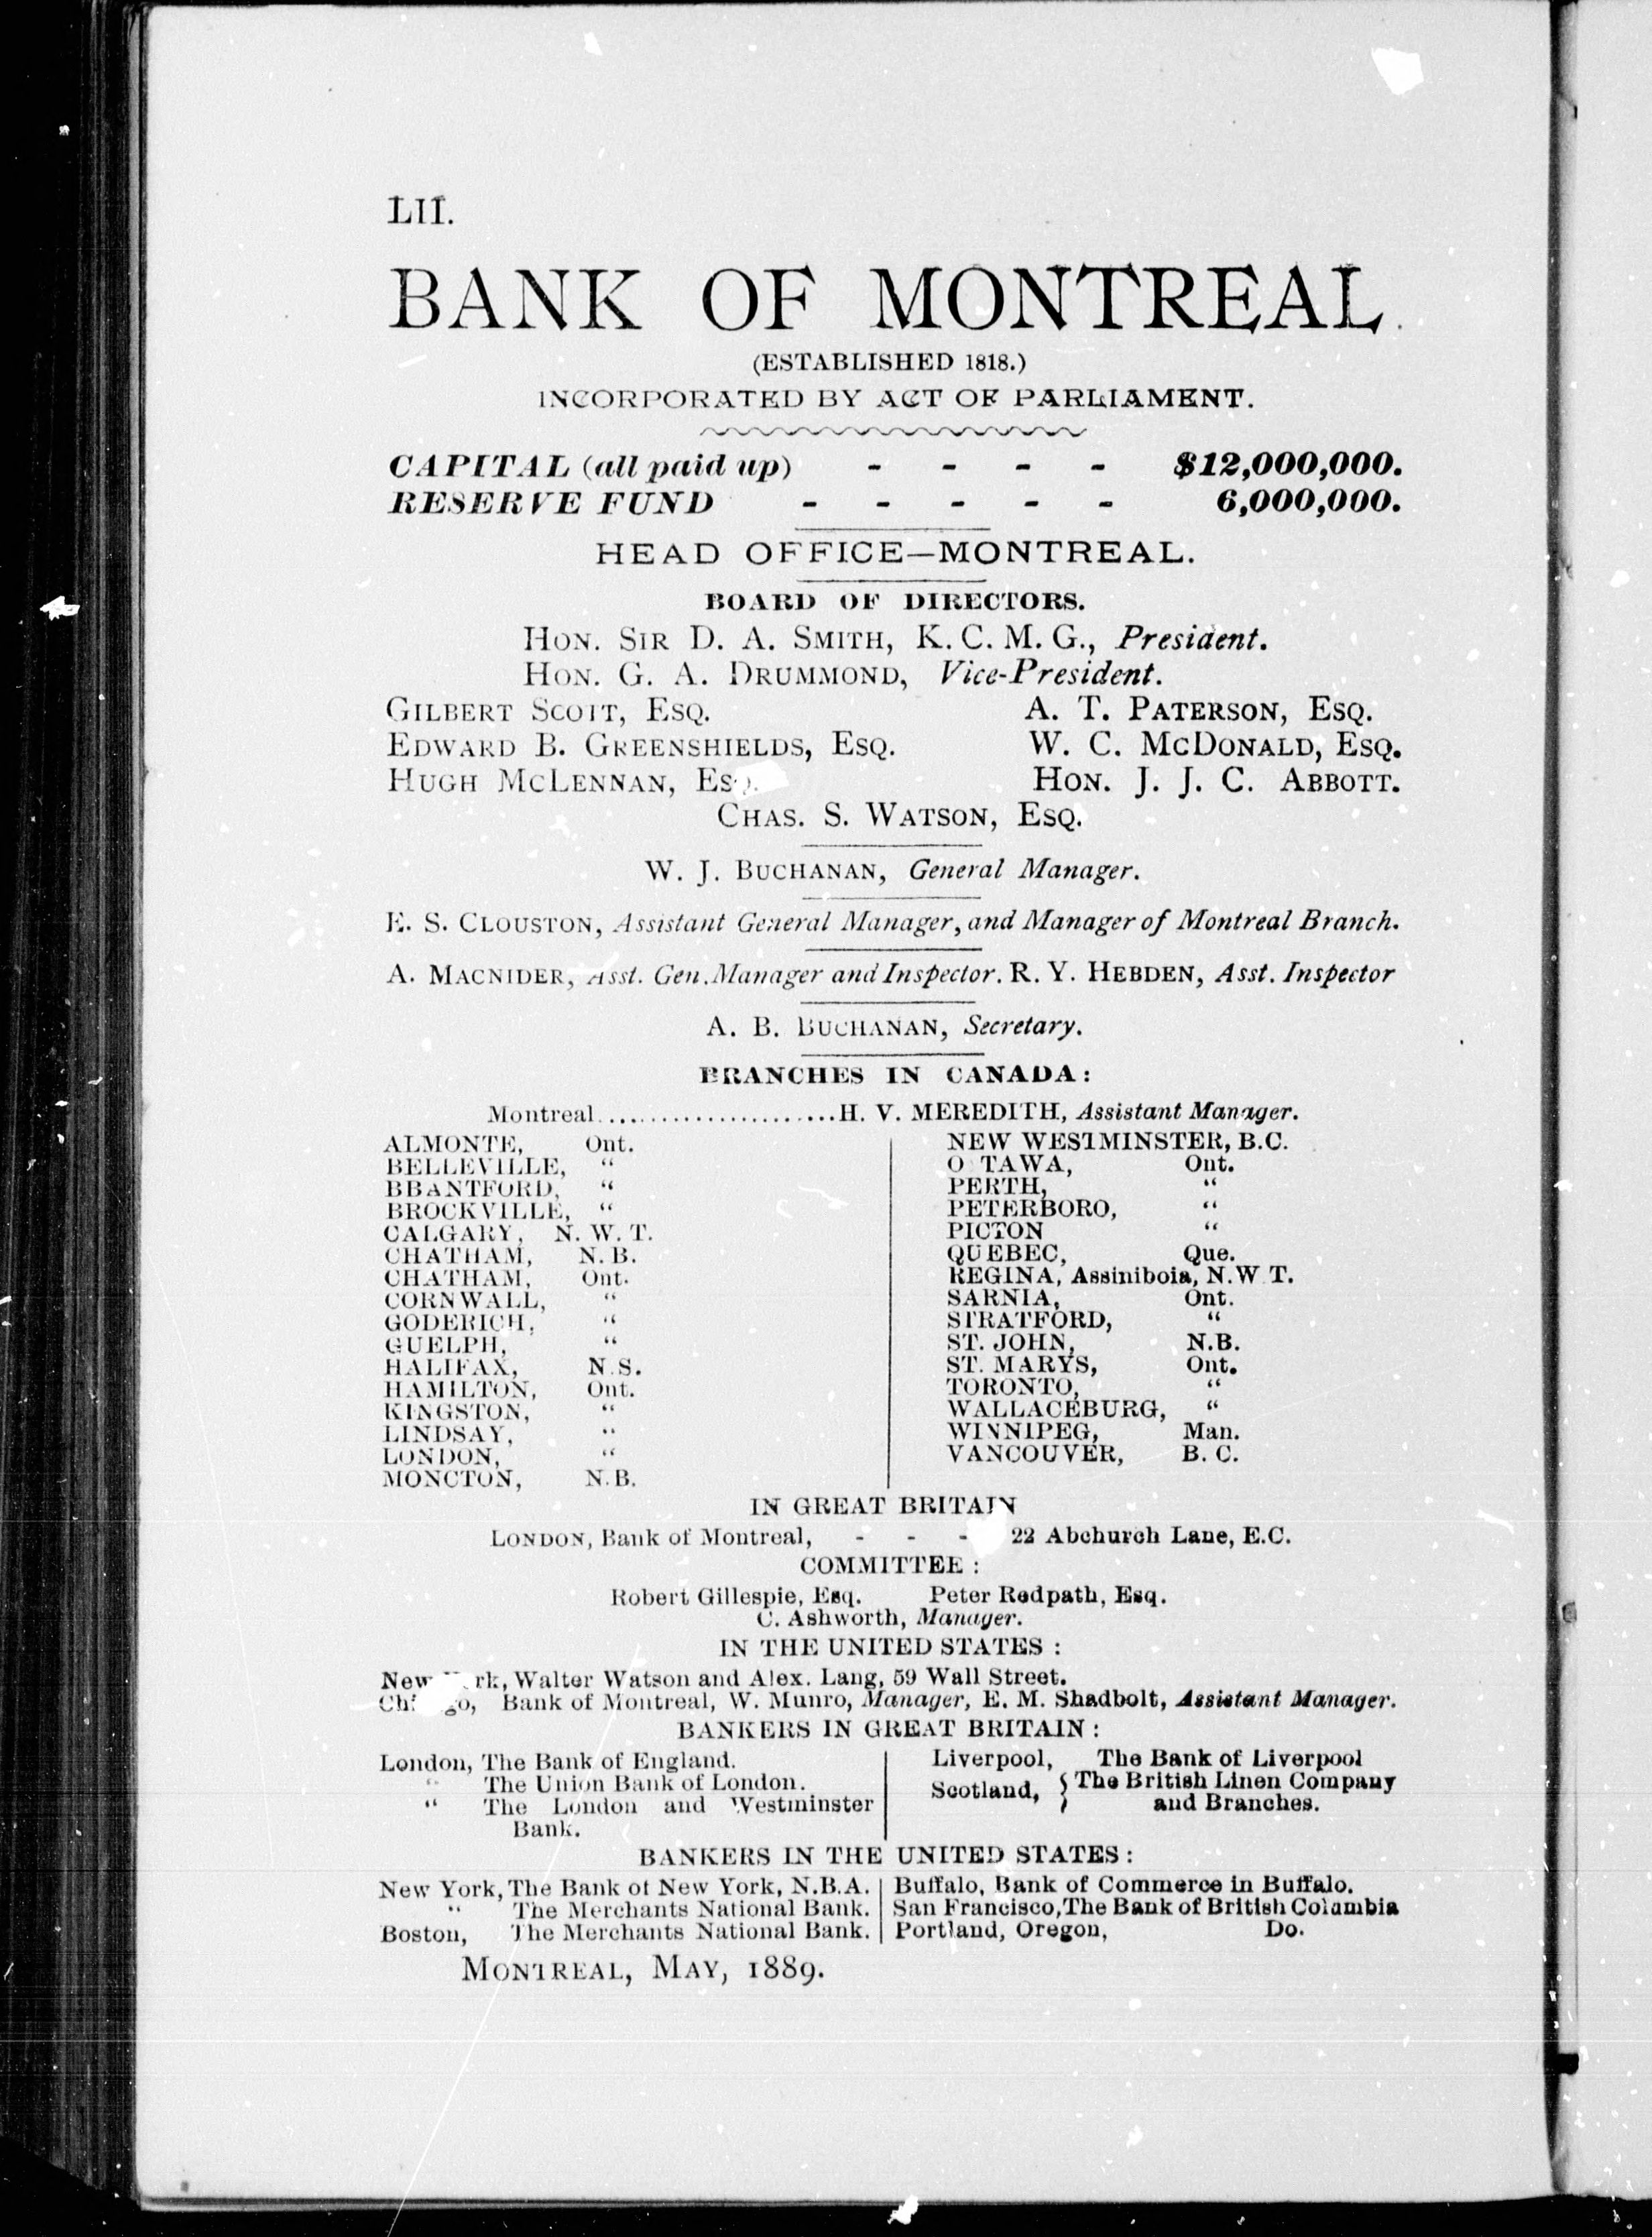 LII.
BANK OF MONTREAL.
(ESTABLISHED 1818.)
INCORPORATED BY ACT OF PARLIAMENT.
CAPITAL (all paid up) - - - - $12,000,000.
RESERVE FUND - - - - - 6,000,000.
HEAD OFFICE—MONTREAL.
BOARD OF DIRECTORS.
HON. SIR D. A. SMITH, K. C. M. G., President.
HON. G. A. DRUMMOND, Vice-President.
GILBERT SCOTT, ESQ. A. T. PATERSON, ESQ.
EDWARD B. GREENSHIELDS, ESQ. W. C. MCDONALD, ESQ.
HUGH MCLENNAN, ESQ. HON. J. J. C. ABBOTT.
CHAS. S. WATSON, ESQ.
W. J. BUCHANAN, General Manager.
E. S. CLOUSTON, Assistant General Manager, and Manager of Montreal Branch.
A. MACNIDER, Asst. Gen. Manager and Inspector. R. Y. HEBDEN, Asst. Inspector
A. B. BUCHANAN, Secretary.
BRANCHES IN CANADA:
Montreal........................H. V. MEREDITH, Assistant Manager.
ALMONTE, Ont.
BELLEVILLE, “
BBANTFORD, “
BROCKVILLE, “
CALGARY, N. W. T.
CHATHAM, N. B.
CHATHAM, Ont.
CORNWALL, “
GODERICH, “
GUELPH, “
HALIFAX, N.S.
HAMILTON, Ont.
KINGSTON, “
LINDSAY, “
LONDON, “
MONCTON, N.B.
NEW WESTMINSTER, B.C.
O TAWA, Ont.
PERTH, “
PETERBORO, “
PICTON “
QUEBEC, Que.
REGINA, Assiniboia, N.W T.
SARNIA, Ont.
STRATFORD, “
ST. JOHN, N.B.
ST. MARYS, Ont.
TORONTO, “
WALLACEBURG, “
WINNIPEG, Man.
VANCOUVER, B. C.
IN GREAT BRITAIN
LONDON, Bank of Montreal, - - - 22 Abchurch Lane, E.C.
COMMITTEE :
Robert Gillespie, Esq. Peter Redpath, Esq.
C. Ashworth, Manager.
IN THE UNITED STATES :
New York, Walter Watson and Alex. Lang, 59 Wall Street.
Chicago, Bank of Montreal, W. Munro, Manager, E. M. Shadbolt, Assistant Manager.
BANKERS IN GREAT BRITAIN :
London, The Bank of England.
“ The Union Bank of London.
“ The London and Westminster
Bank.
Liverpool, The Bank of Liverpool
Scotland, { The British Linen Company
and Branches.
BANKERS IN THE UNITED STATES :
New York, The Bank of New York, N.B.A.
“ The Merchants National Bank.
Boston, The Merchants National Bank.
Buffalo, Bank of Commerce in Buffalo.
San Francisco, The Bank of British Columbia
Portland, Oregon, Do.
MONTREAL, MAY, 1889.